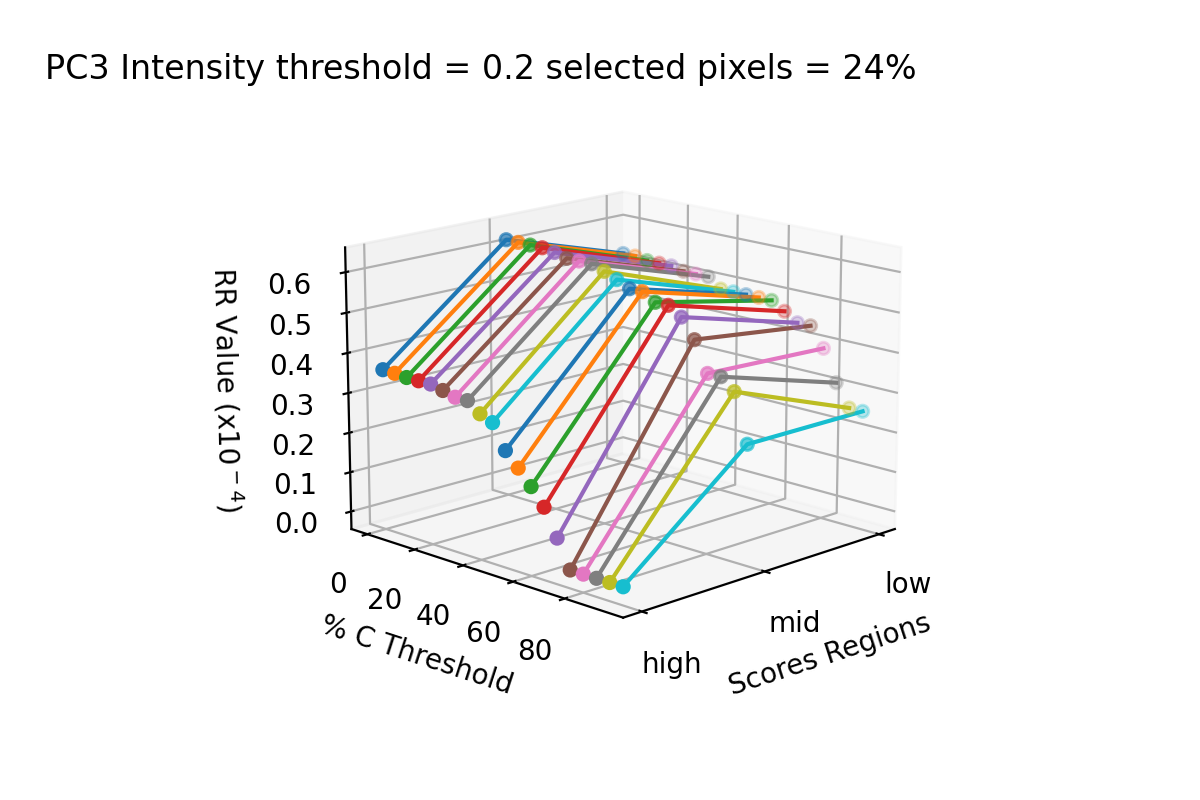 PC3 Intensity threshold = 0.2 selected pixels = 24%
RR Value (x10⁻⁴)
0.6
0.5
0.4
0.3
0.2
0.1
0.0
0
20
40
60
80
% C Threshold
high
mid
low
Scores Regions